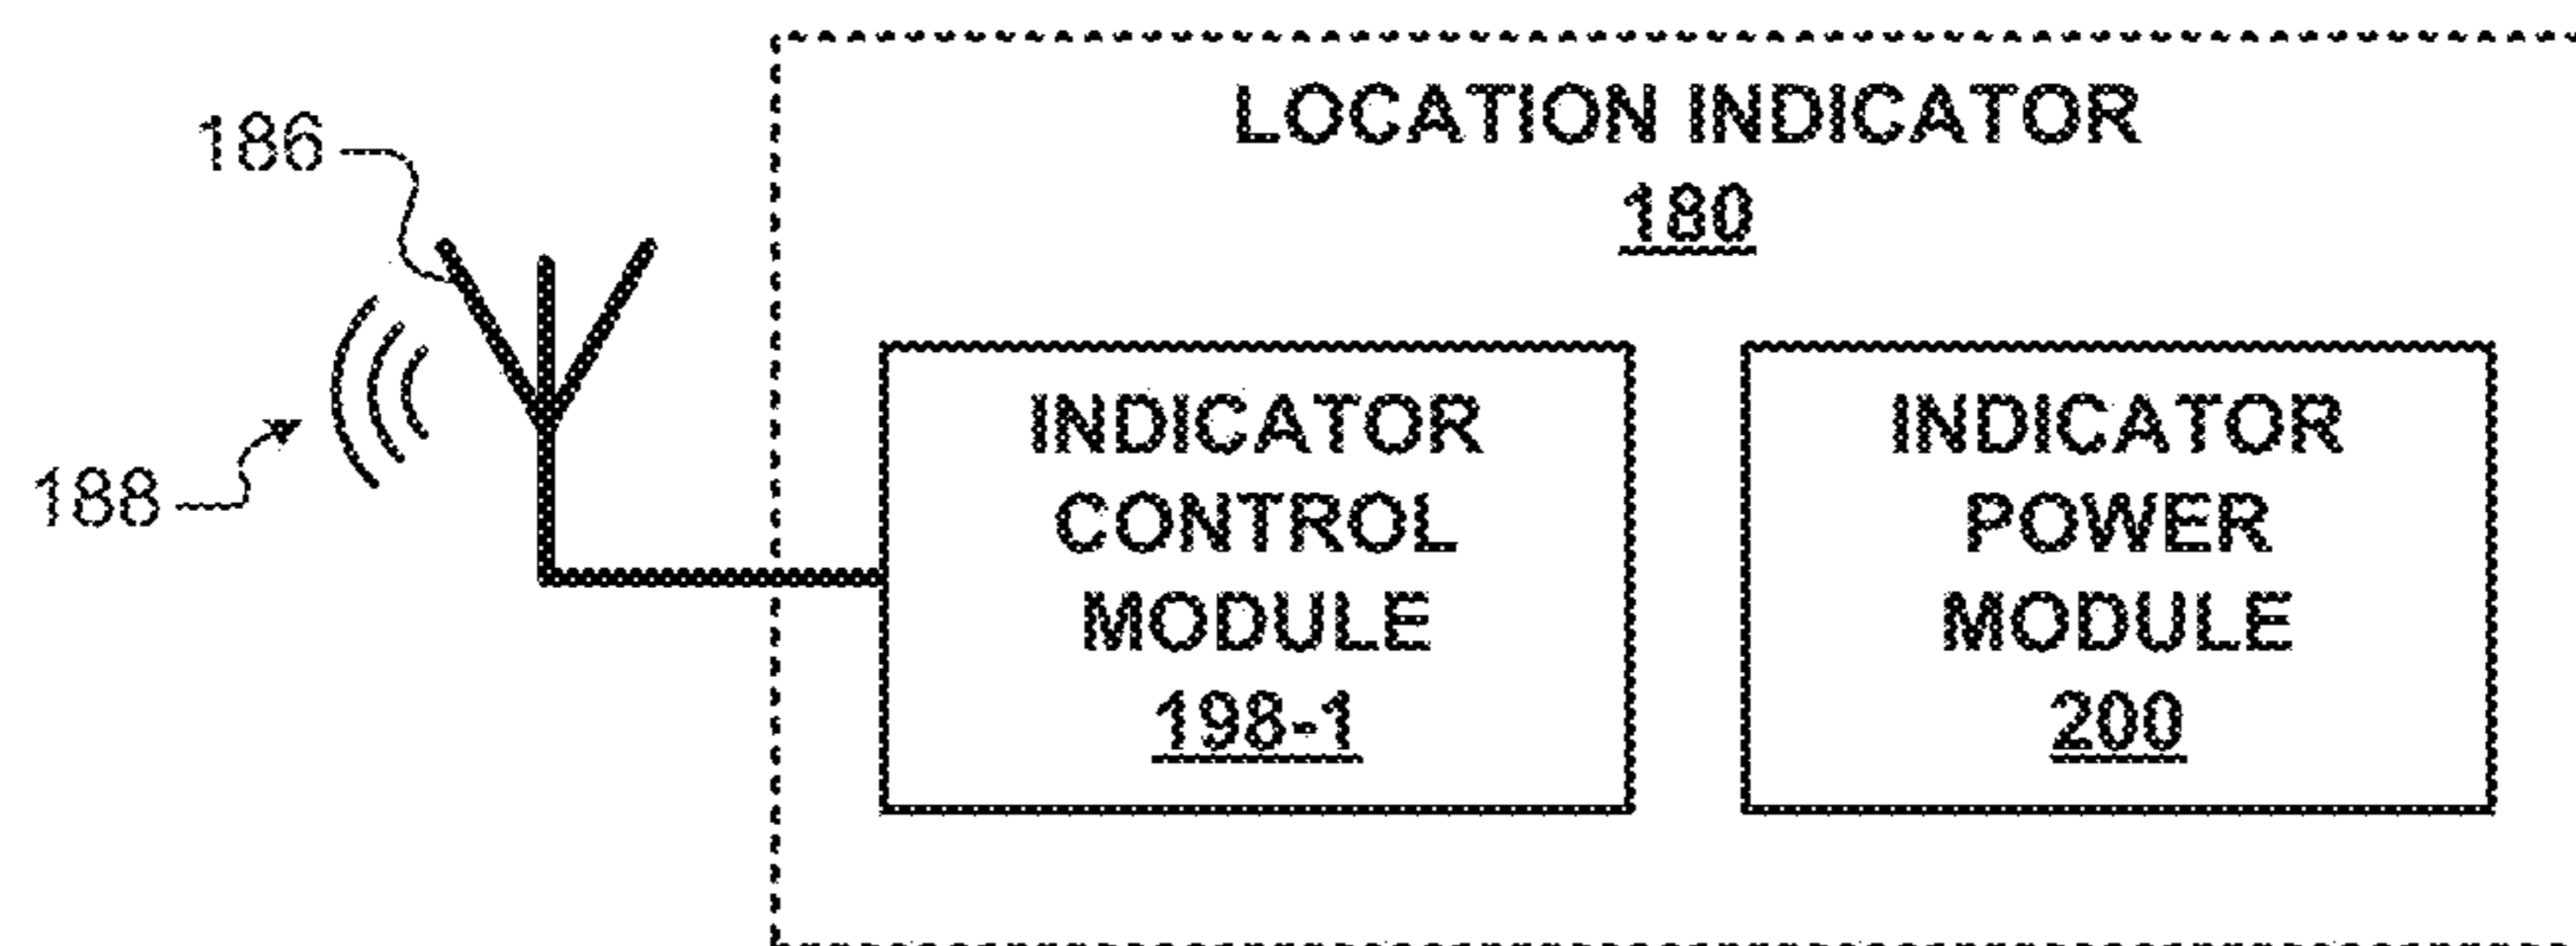 LOCATION INDICATOR
180
186
188
INDICATOR
CONTROL
MODULE
198-1
INDICATOR
POWER
MODULE
200